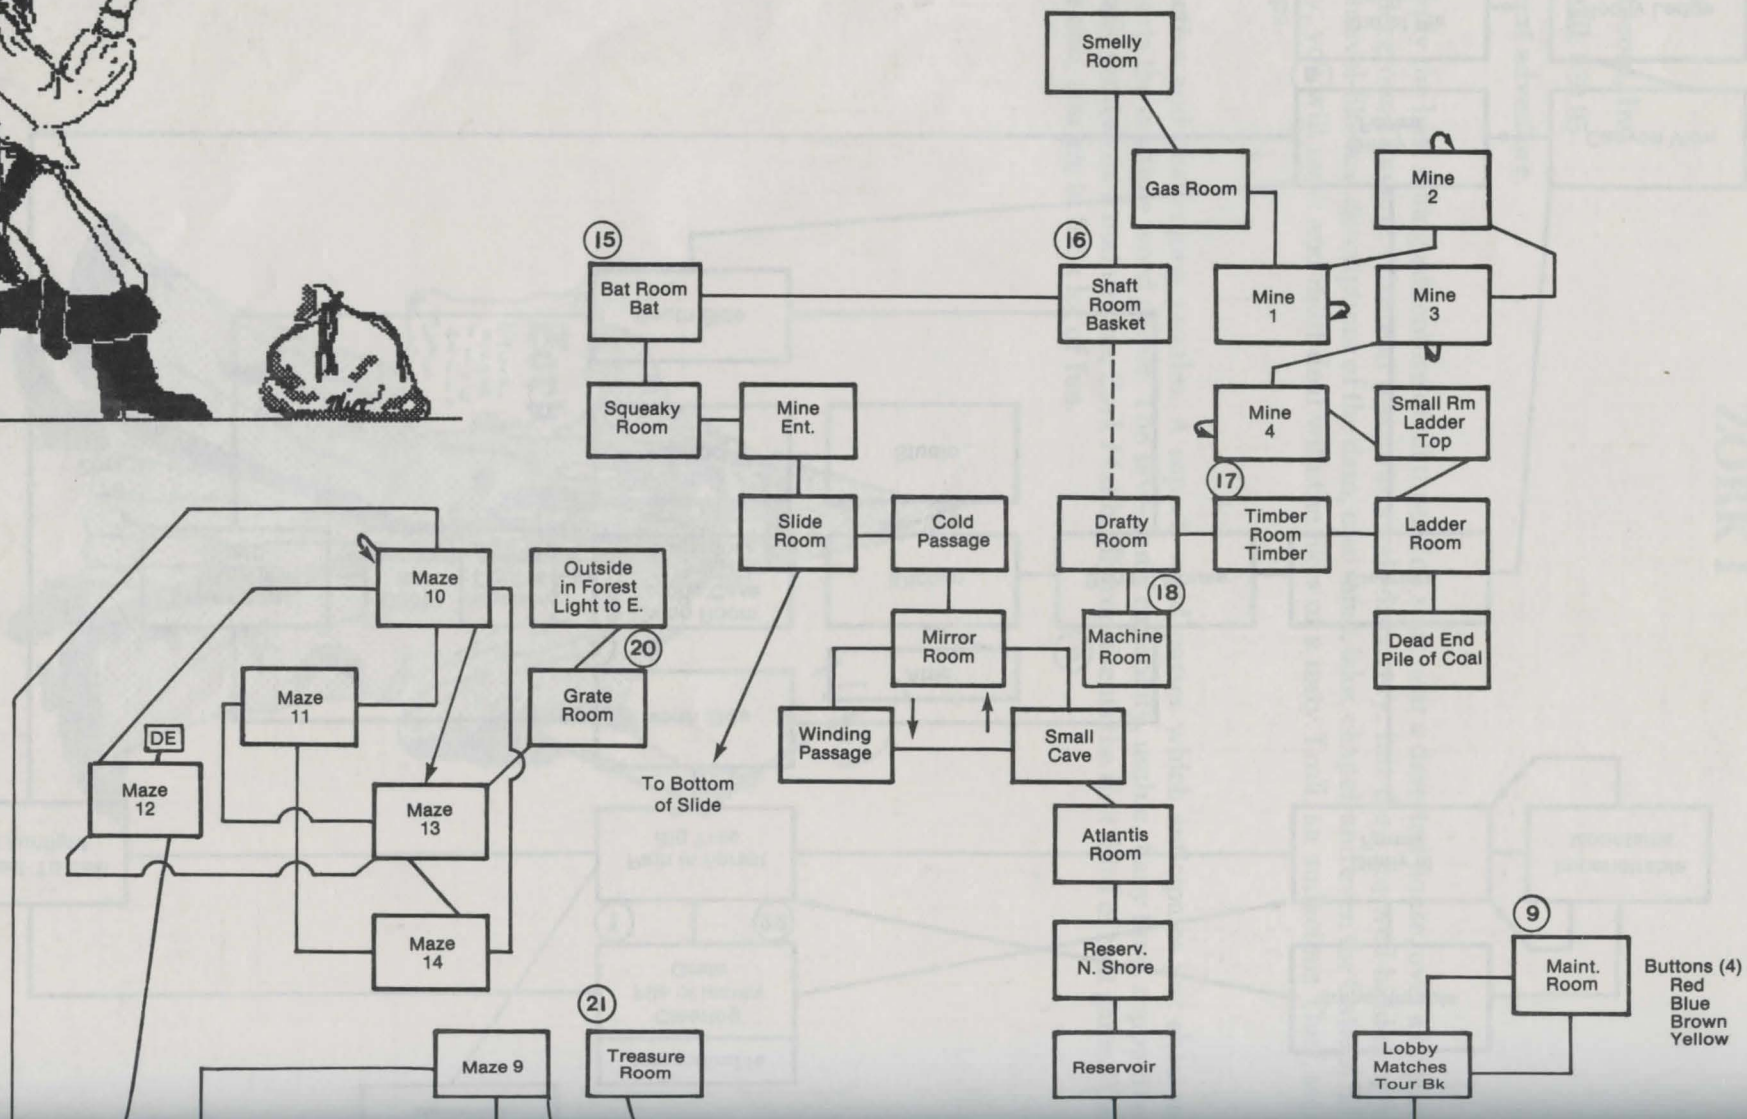 Smelly
Room
Gas Room
Mine
2
15
Bat Room
Bat
16
Shaft
Room
Basket
Mine
1
Mine
3
Squeaky
Room
Mine
Ent.
Mine
4
Small Rm
Ladder
Top
17
Slide
Room
Cold
Passage
Drafty
Room
Timber
Room
Timber
Ladder
Room
Maze
10
Outside
in Forest
Light to E.
18
Mirror
Room
Machine
Room
Dead End
Pile of Coal
20
Grate
Room
Maze
11
DE
Winding
Passage
Small
Cave
Maze
12
Maze
13
To Bottom
of Slide
Atlantis
Room
Maze
14
Reserv.
N. Shore
9
Maint.
Room
Buttons (4)
Red
Blue
Brown
Yellow
21
Maze 9
Treasure
Room
Reservoir
Lobby
Matches
Tour Bk